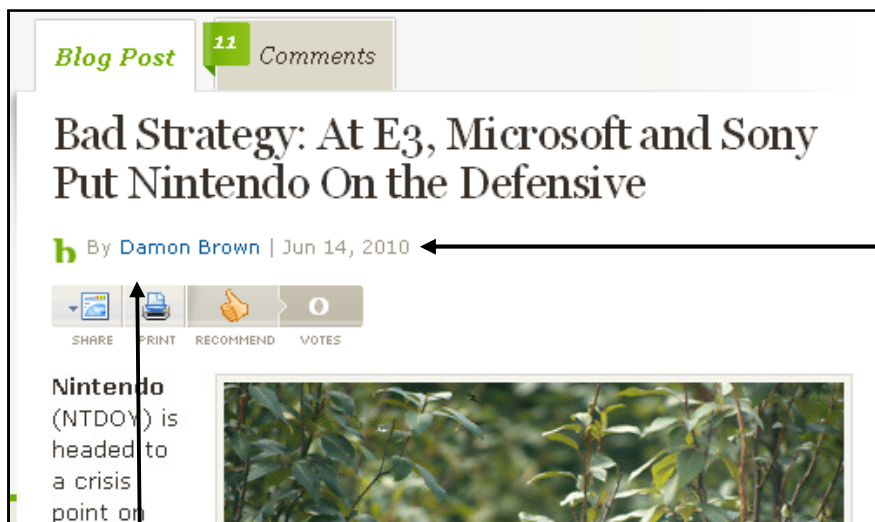 Blog Post
11
Comments
Bad Strategy: At E3, Microsoft and Sony
Put Nintendo On the Defensive
b By Damon Brown | Jun 14, 2010
0
SHARE PRINT RECOMMEND VOTES
Nintendo
(NTDOY) is
headed to
a crisis
point on